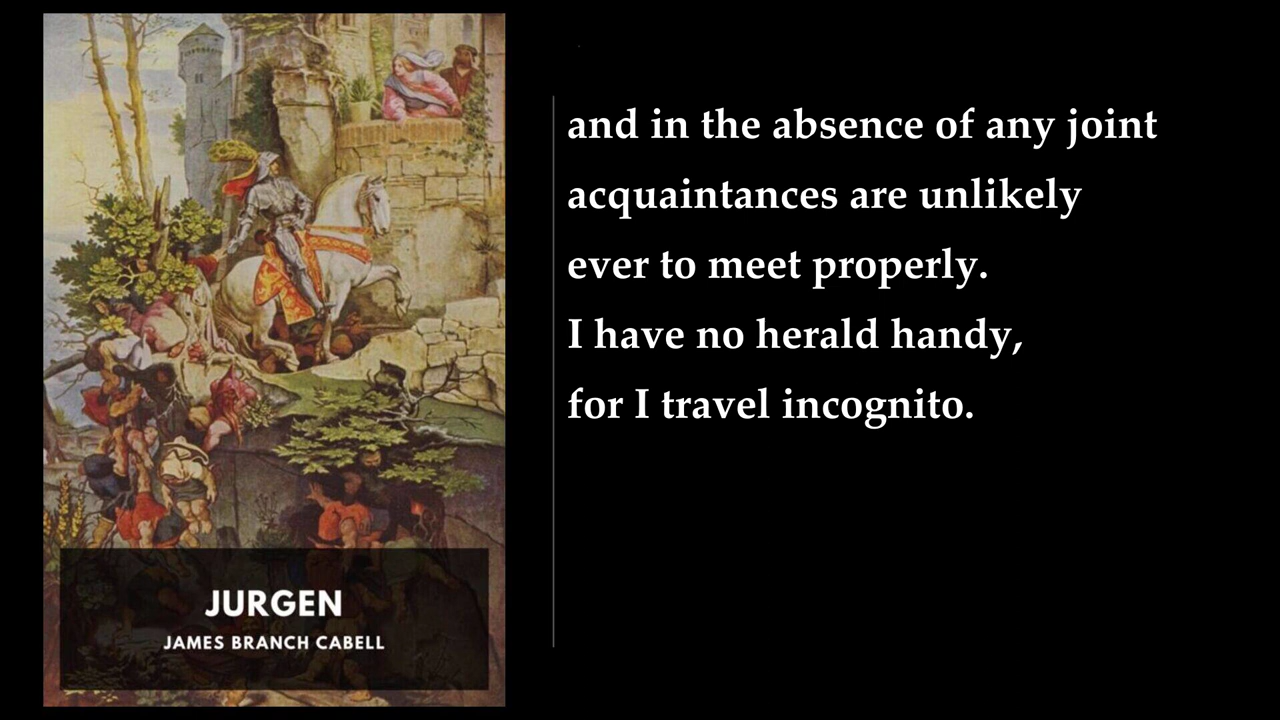 and in the absence of any joint
acquaintances are unlikely
ever to meet properly.
I have no herald handy,
for I travel incognito.
JURGEN
JAMES BRANCH CABELL